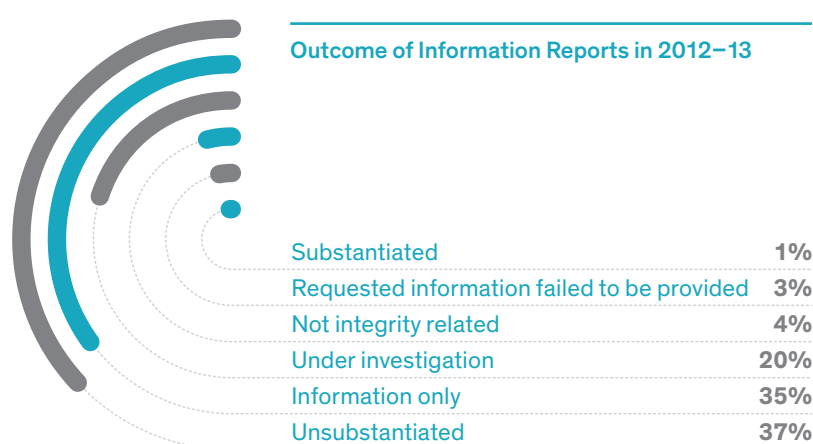 Outcome of Information Reports in 2012–13
Substantiated 1%
Requested information failed to be provided 3%
Not integrity related 4%
Under investigation 20%
Information only 35%
Unsubstantiated 37%